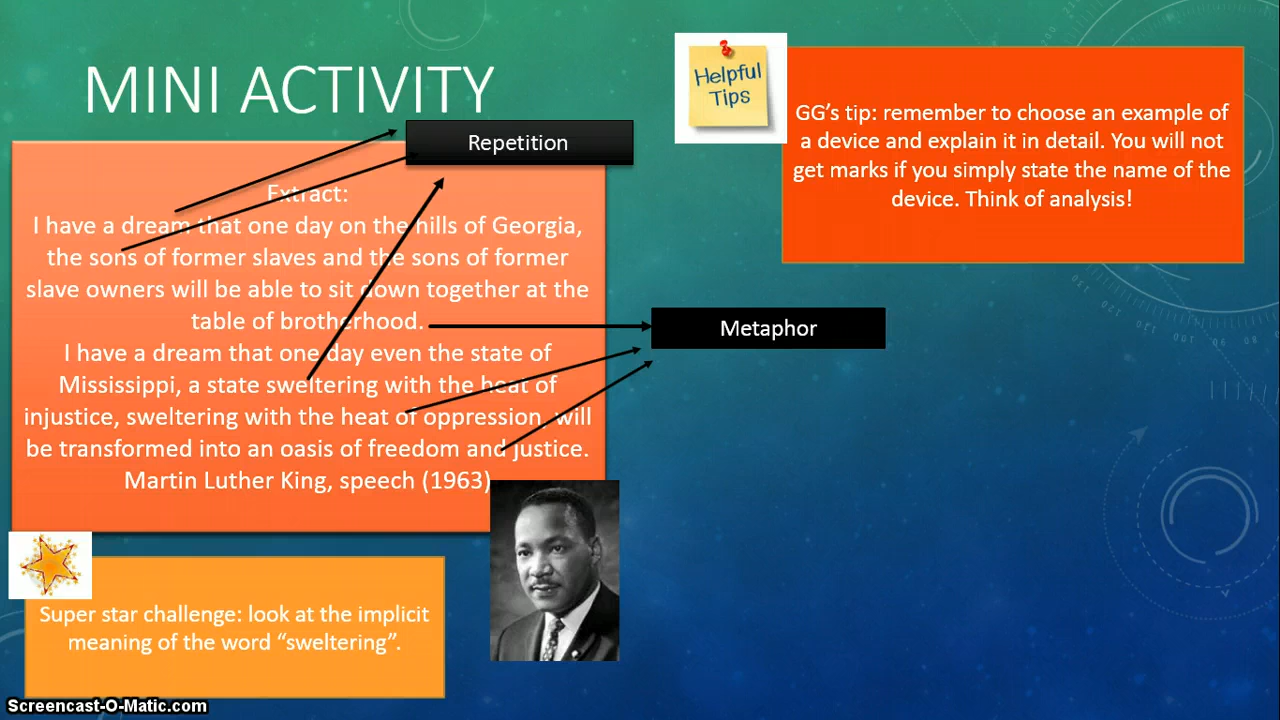 MINI ACTIVITY
Repetition
Extract:
I have a dream that one day on the hills of Georgia,
the sons of former slaves and the sons of former
slave owners will be able to sit down together at the
table of brotherhood.
I have a dream that one day even the state of
Mississippi, a state sweltering with the heat of
injustice, sweltering with the heat of oppression, will
be transformed into an oasis of freedom and justice.
Martin Luther King, speech (1963)
Helpful
Tips
GG's tip: remember to choose an example of
a device and explain it in detail. You will not
get marks if you simply state the name of the
device. Think of analysis!
Metaphor
Super star challenge: look at the implicit
meaning of the word “sweltering”.
Screencast-O-Matic.com